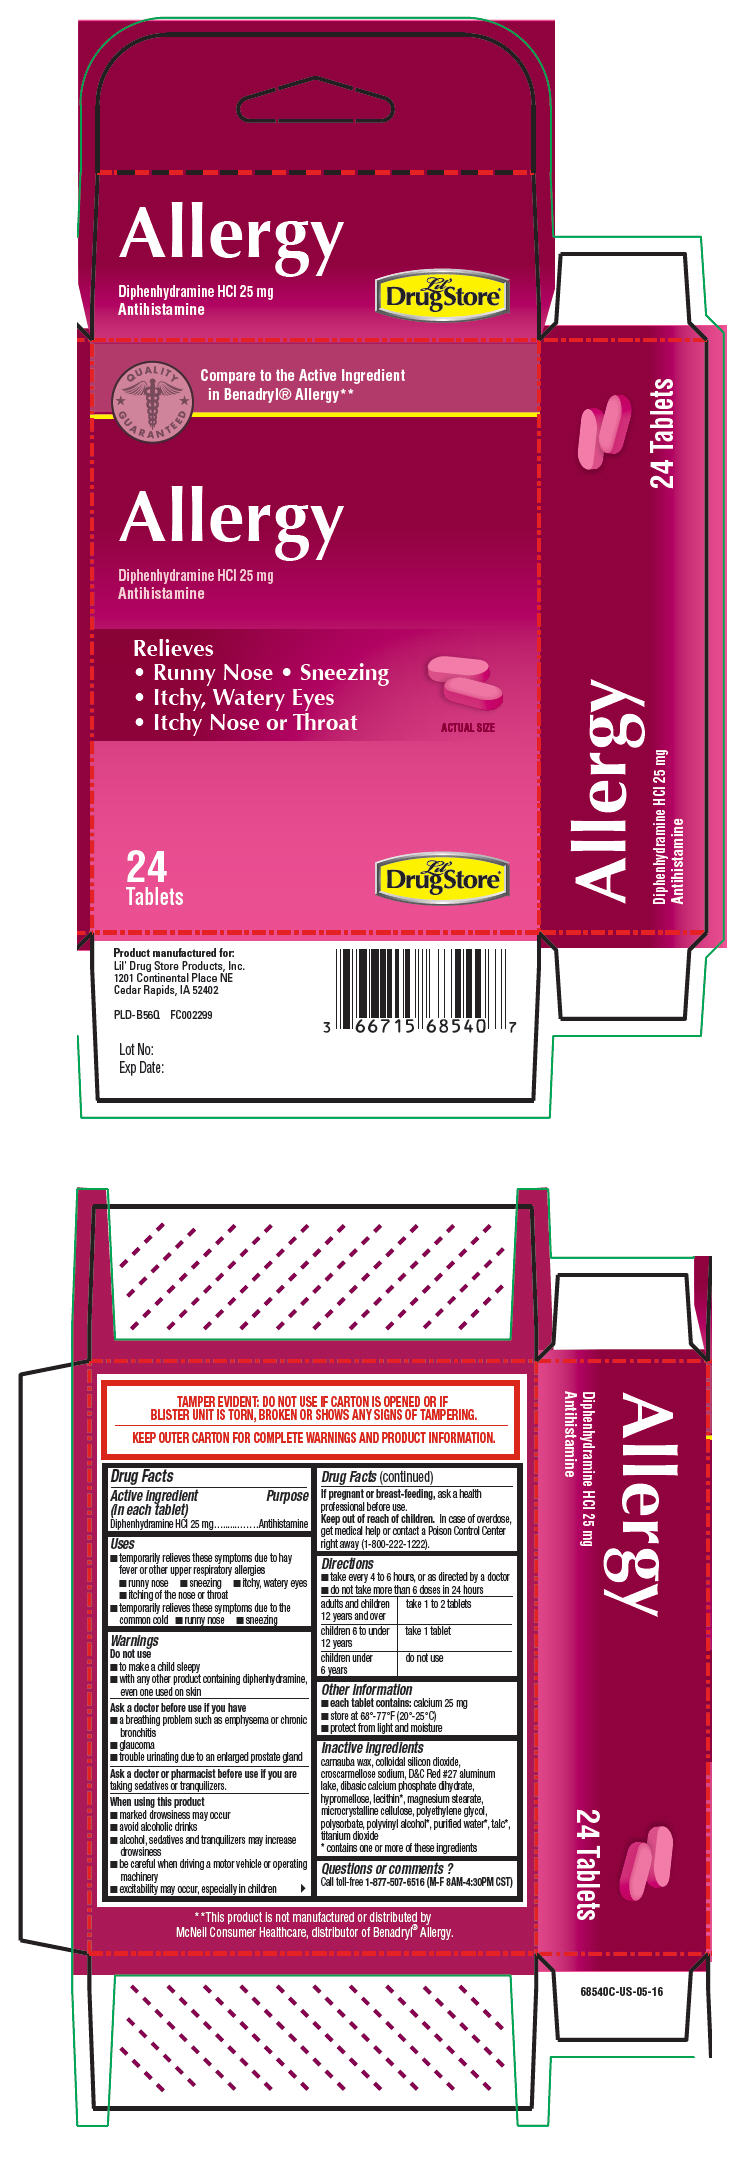 Allergy
Diphenhydramine HCl 25 mg
Antihistamine
Lil'
Drug Store®
QUALITY
GUARANTEED
Compare to the Active Ingredient
in Benadryl® Allergy**
Allergy
Diphenhydramine HCl 25 mg
Antihistamine
Relieves
• Runny Nose • Sneezing
• Itchy, Watery Eyes
• Itchy Nose or Throat
ACTUAL SIZE
24
Tablets
Lil'
Drug Store®
24 Tablets
Allergy
Diphenhydramine HCl 25 mg
Antihistamine
Product manufactured for:
Lil' Drug Store Products, Inc.
1201 Continental Place NE
Cedar Rapids, IA 52402
PLD-B56Q FC002299
Lot No:
Exp Date:
3 66715 68540 7
TAMPER EVIDENT: DO NOT USE IF CARTON IS OPENED OR IF
BLISTER UNIT IS TORN, BROKEN OR SHOWS ANY SIGNS OF TAMPERING.
KEEP OUTER CARTON FOR COMPLETE WARNINGS AND PRODUCT INFORMATION.
Drug Facts
Active ingredient Purpose
(in each tablet)
Diphenhydramine HCl 25 mg..............Antihistamine
Uses
■ temporarily relieves these symptoms due to hay
fever or other upper respiratory allergies
■ runny nose ■ sneezing ■ itchy, watery eyes
■ itching of the nose or throat
■ temporarily relieves these symptoms due to the
common cold ■ runny nose ■ sneezing
Warnings
Do not use
■ to make a child sleepy
■ with any other product containing diphenhydramine,
even one used on skin
Ask a doctor before use if you have
■ a breathing problem such as emphysema or chronic
bronchitis
■ glaucoma
■ trouble urinating due to an enlarged prostate gland
Ask a doctor or pharmacist before use if you are
taking sedatives or tranquilizers.
When using this product
■ marked drowsiness may occur
■ avoid alcoholic drinks
■ alcohol, sedatives and tranquilizers may increase
drowsiness
■ be careful when driving a motor vehicle or operating
machinery
■ excitability may occur, especially in children
Drug Facts (continued)
If pregnant or breast-feeding, ask a health
professional before use.
Keep out of reach of children. In case of overdose,
get medical help or contact a Poison Control Center
right away (1-800-222-1222).
Directions
■ take every 4 to 6 hours, or as directed by a doctor
■ do not take more than 6 doses in 24 hours
adults and children take 1 to 2 tablets
12 years and over
children 6 to under take 1 tablet
12 years
children under do not use
6 years
Other information
■ each tablet contains: calcium 25 mg
■ store at 68°-77°F (20°-25°C)
■ protect from light and moisture
Inactive ingredients
carnauba wax, colloidal silicon dioxide,
croscarmellose sodium, D&C Red #27 aluminum
lake, dibasic calcium phosphate dihydrate,
hypromellose, lecithin*, magnesium stearate,
microcrystalline cellulose, polyethylene glycol,
polysorbate, polyvinyl alcohol*, purified water*, talc*,
titanium dioxide
* contains one or more of these ingredients
Questions or comments ?
Call toll-free 1-877-507-6516 (M-F 8AM-4:30PM CST)
**This product is not manufactured or distributed by
McNeil Consumer Healthcare, distributor of Benadryl® Allergy.
Allergy
Diphenhydramine HCl 25 mg
Antihistamine
24 Tablets
68540C-US-05-16